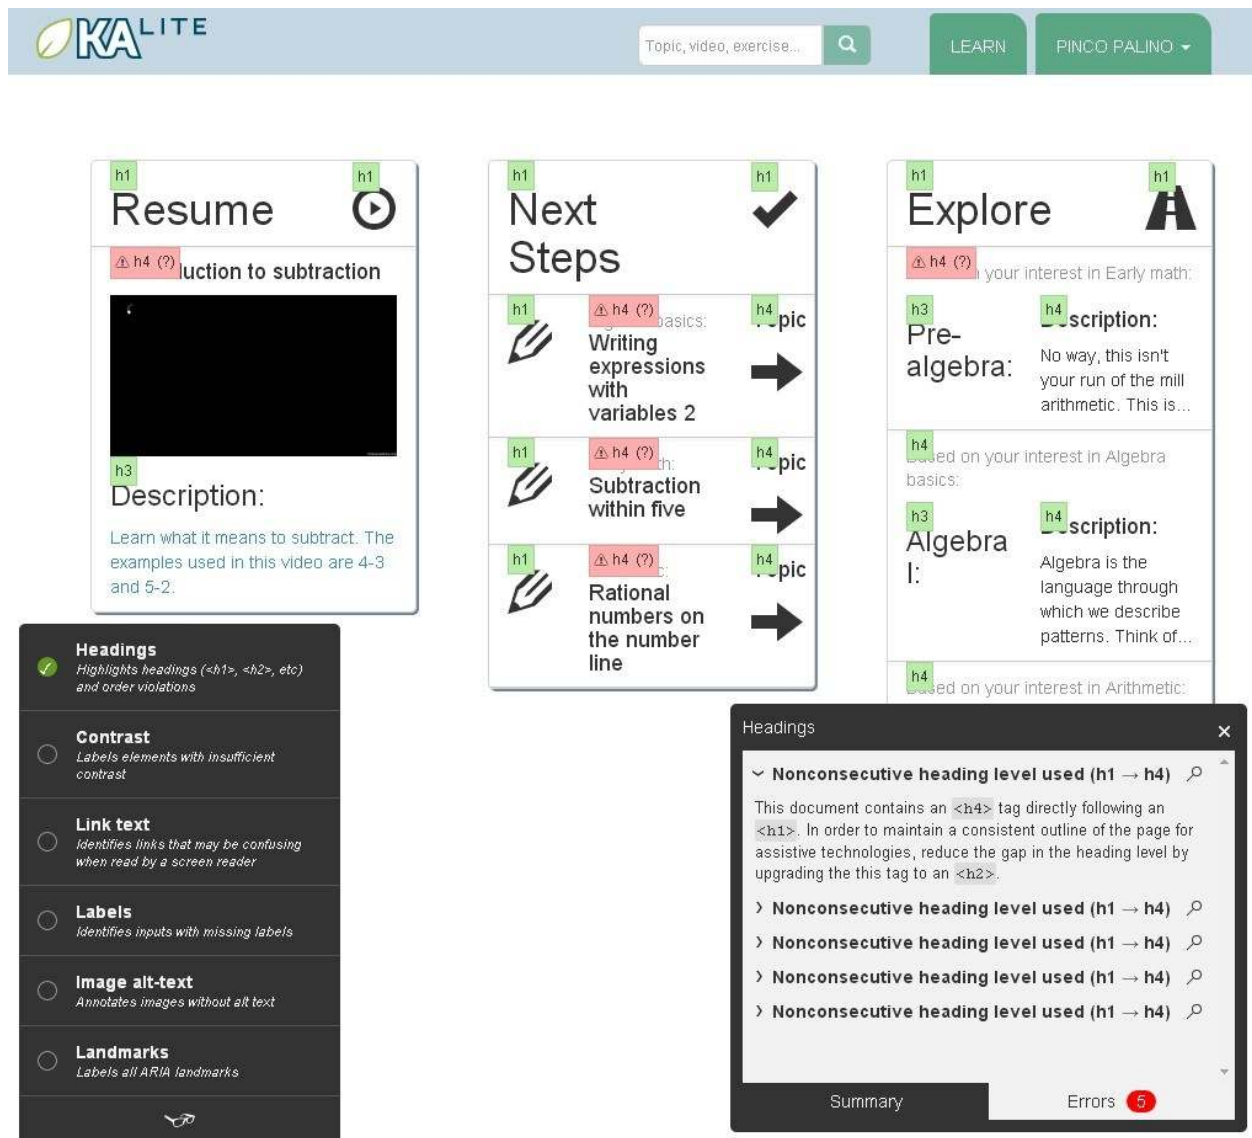 KA LITE
Topic, video, exercise...
LEARN
PINCO PALINO
h1
h1
Resume
h4 (?)
uction to subtraction
h3
Description:
Learn what it means to subtract. The
examples used in this video are 4-3
and 5-2.
h1
h1
Next
Steps
h1
h4 (?)
basics:
h4
Topic
Writing
expressions
with
variables 2
h1
h4 (?)
h4
Topic
Subtraction
within five
h1
h4 (?)
h4
Topic
Rational
numbers on
the number
line
h1
h1
Explore
h4 (?)
your interest in Early math:
h3
Pre-
algebra:
h4
Description:
No way, this isn't
your run of the mill
arithmetic. This is...
h4
Based on your interest in Algebra
basics:
h3
Algebra
I:
h4
Description:
Algebra is the
language through
which we describe
patterns. Think of...
h4
Based on your interest in Arithmetic:
Headings
Highlights headings (<h1>, <h2>, etc)
and order violations
Contrast
Labels elements with insufficient
contrast
Link text
Identifies links that may be confusing
when read by a screen reader
Labels
Identifies inputs with missing labels
Image alt-text
Annotates images without alt text
Landmarks
Labels all ARIA landmarks
Headings
Nonconsecutive heading level used (h1 → h4)
This document contains an <h4> tag directly following an
<h1>. In order to maintain a consistent outline of the page for
assistive technologies, reduce the gap in the heading level by
upgrading the this tag to an <h2>.
Nonconsecutive heading level used (h1 → h4)
Nonconsecutive heading level used (h1 → h4)
Nonconsecutive heading level used (h1 → h4)
Nonconsecutive heading level used (h1 → h4)
Summary
Errors 5